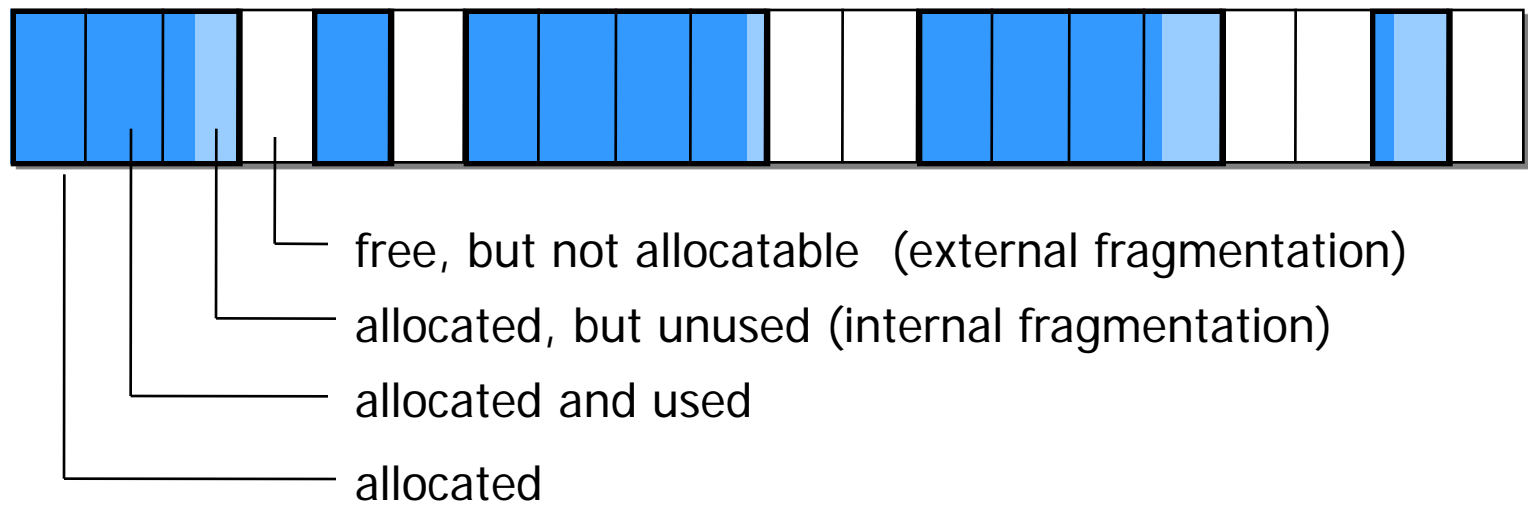 free, but not allocatable (external fragmentation)
allocated, but unused (internal fragmentation)
allocated and used
allocated